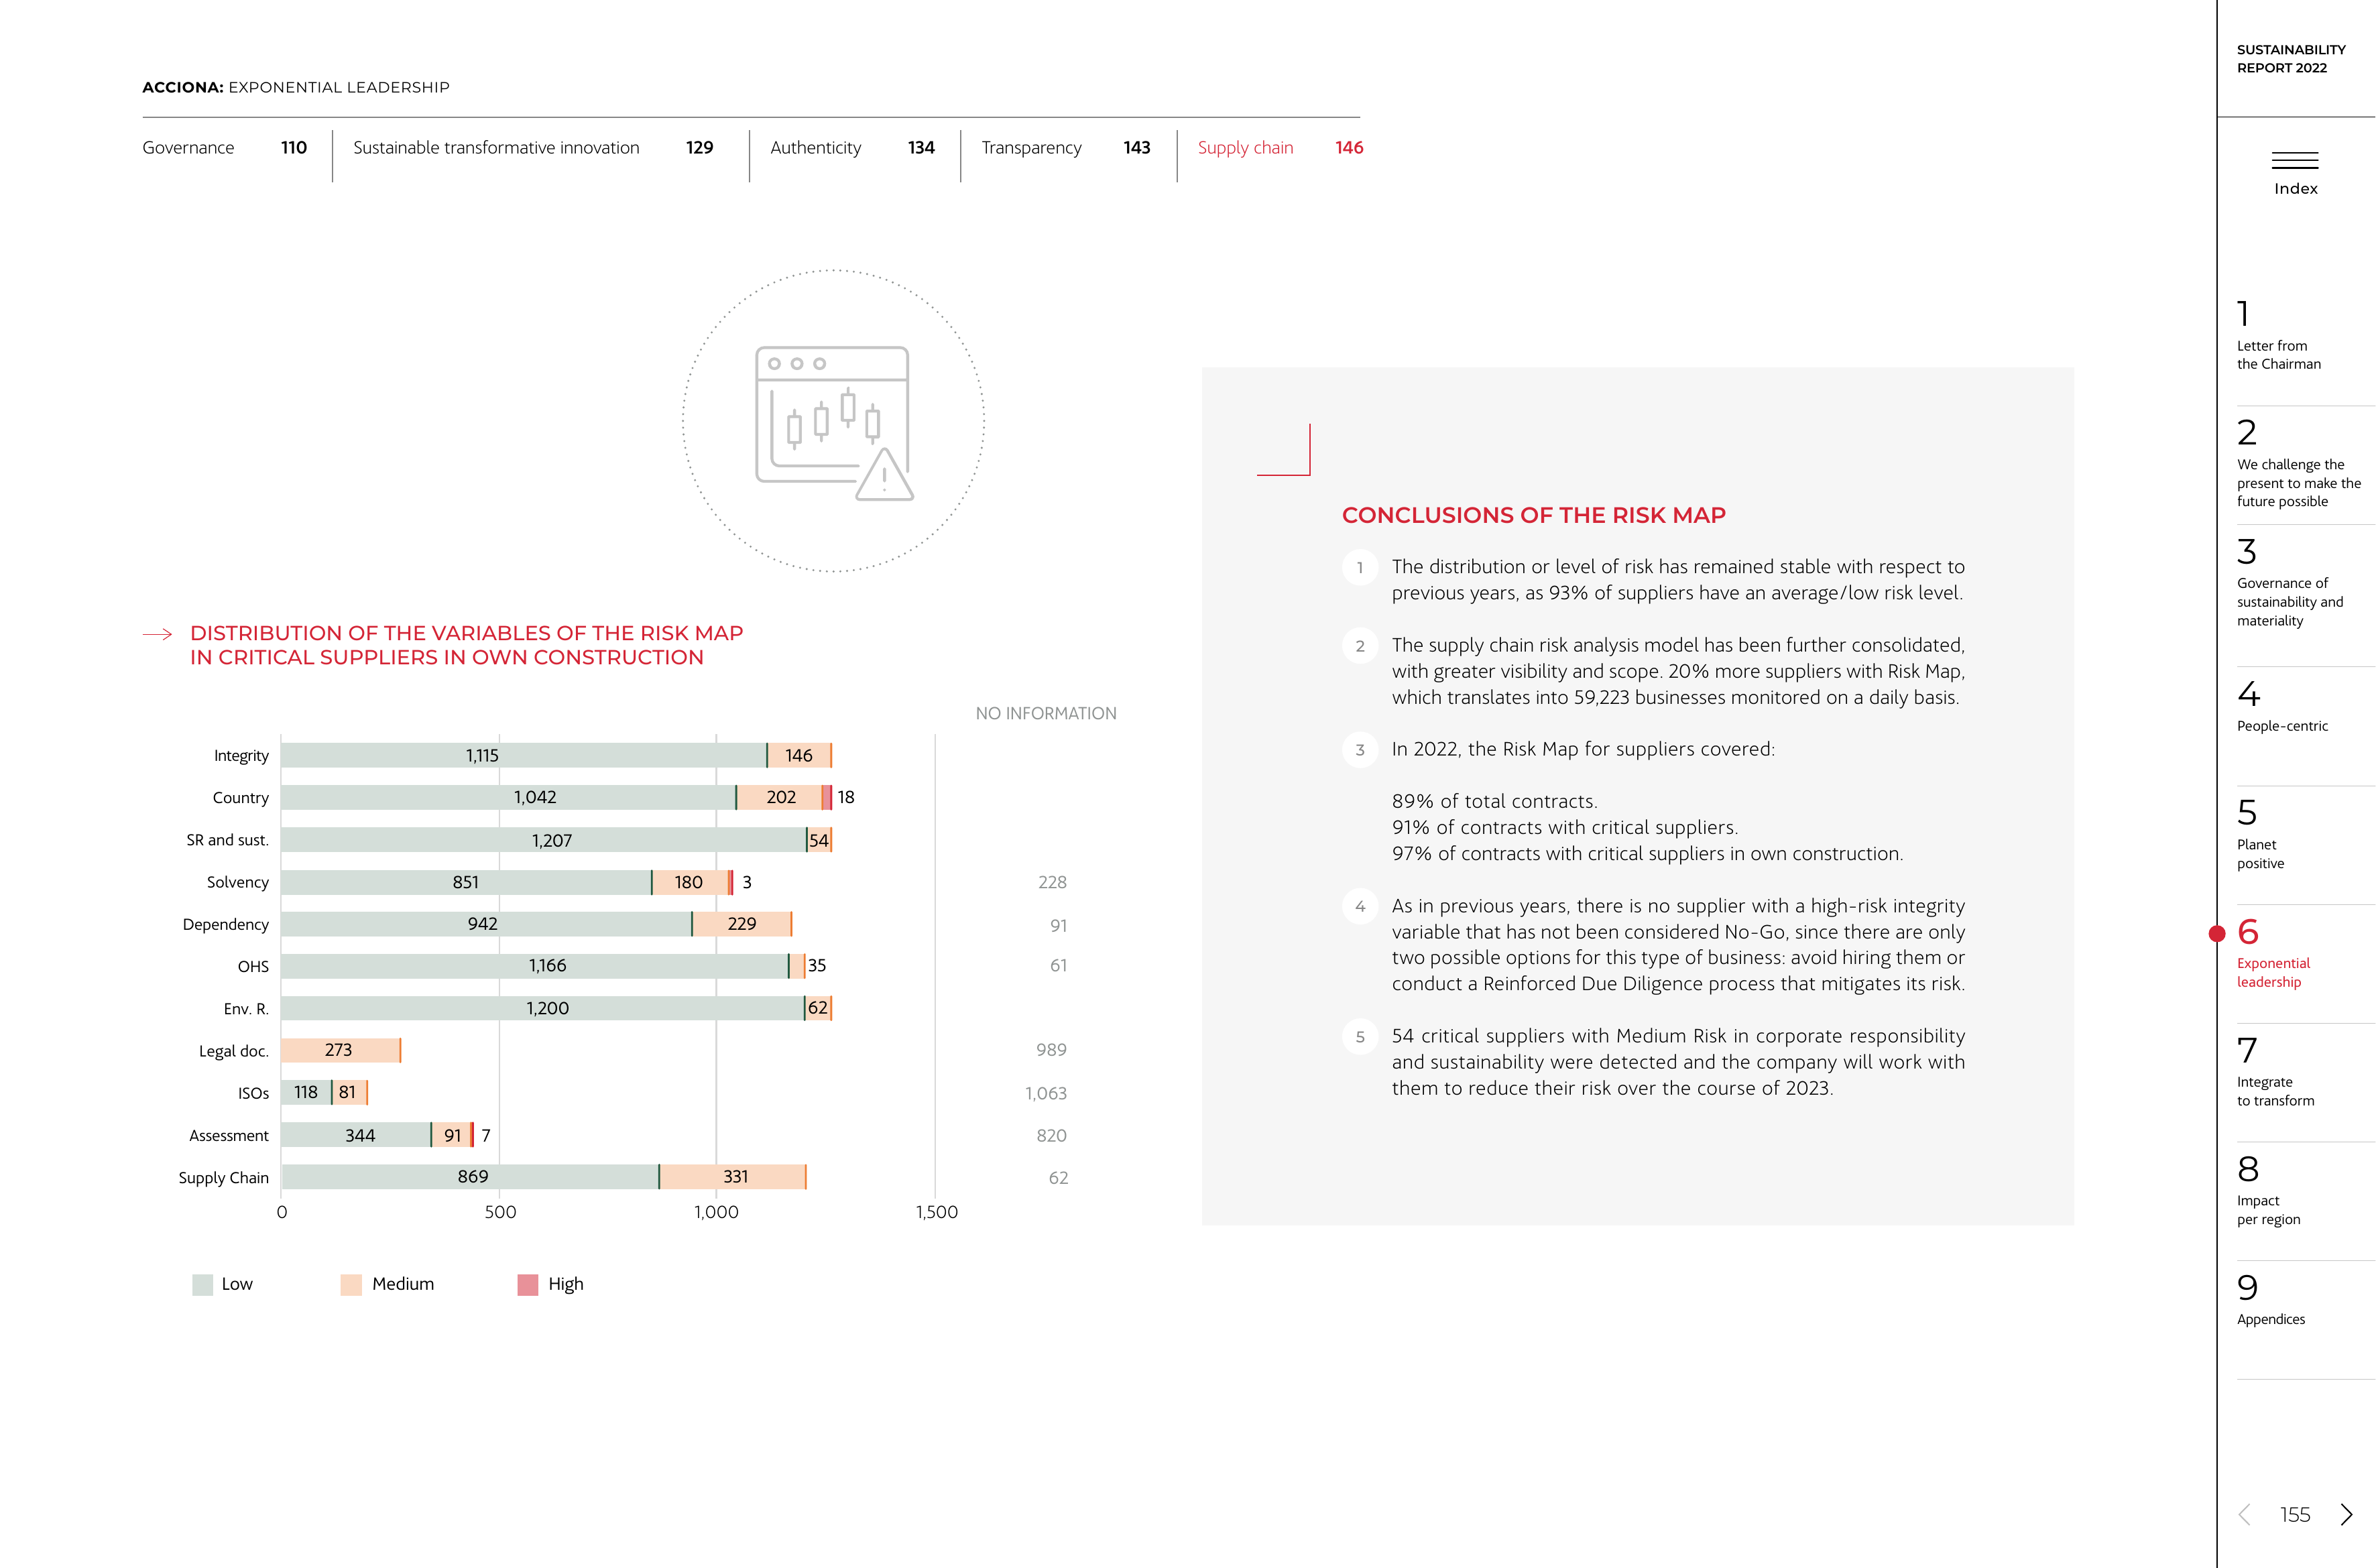 ACCIONA: EXPONENTIAL LEADERSHIP
Governance 110
Sustainable transformative innovation 129
Authenticity 134
Transparency 143
Supply chain 146
DISTRIBUTION OF THE VARIABLES OF THE RISK MAP
IN CRITICAL SUPPLIERS IN OWN CONSTRUCTION
NO INFORMATION
Integrity 1,115 146
Country 1,042 202 18
SR and sust. 1,207 54
Solvency 851 180 3 228
Dependency 942 229 91
OHS 1,166 35 61
Env. R. 1,200 62
Legal doc. 273 989
ISOs 118 81 1,063
Assessment 344 91 7 820
Supply Chain 869 331 62
0 500 1,000 1,500
Low Medium High
CONCLUSIONS OF THE RISK MAP
1 The distribution or level of risk has remained stable with respect to
previous years, as 93% of suppliers have an average/low risk level.
2 The supply chain risk analysis model has been further consolidated,
with greater visibility and scope. 20% more suppliers with Risk Map,
which translates into 59,223 businesses monitored on a daily basis.
3 In 2022, the Risk Map for suppliers covered:
89% of total contracts.
91% of contracts with critical suppliers.
97% of contracts with critical suppliers in own construction.
4 As in previous years, there is no supplier with a high-risk integrity
variable that has not been considered No-Go, since there are only
two possible options for this type of business: avoid hiring them or
conduct a Reinforced Due Diligence process that mitigates its risk.
5 54 critical suppliers with Medium Risk in corporate responsibility
and sustainability were detected and the company will work with
them to reduce their risk over the course of 2023.
SUSTAINABILITY
REPORT 2022
Index
1
Letter from
the Chairman
2
We challenge the
present to make the
future possible
3
Governance of
sustainability and
materiality
4
People-centric
5
Planet
positive
6
Exponential
leadership
7
Integrate
to transform
8
Impact
per region
9
Appendices
155